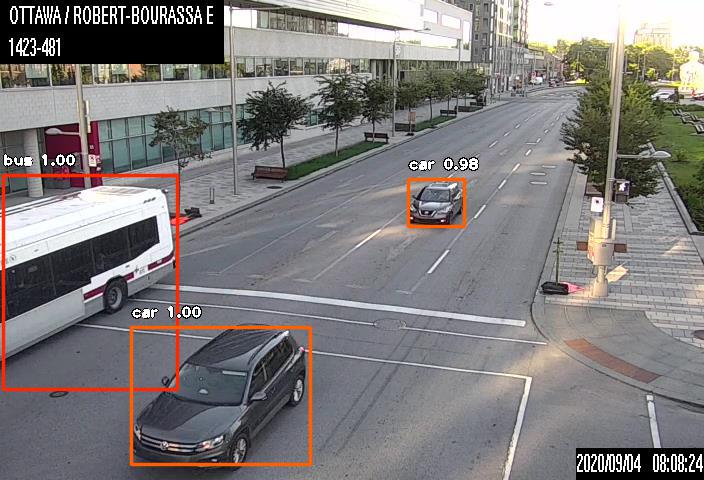 OTTAWA / ROBERT-BOURASSA E
1423-481
bus 1.00
car 0.98
car 1.00
2020/09/04 08:08:24